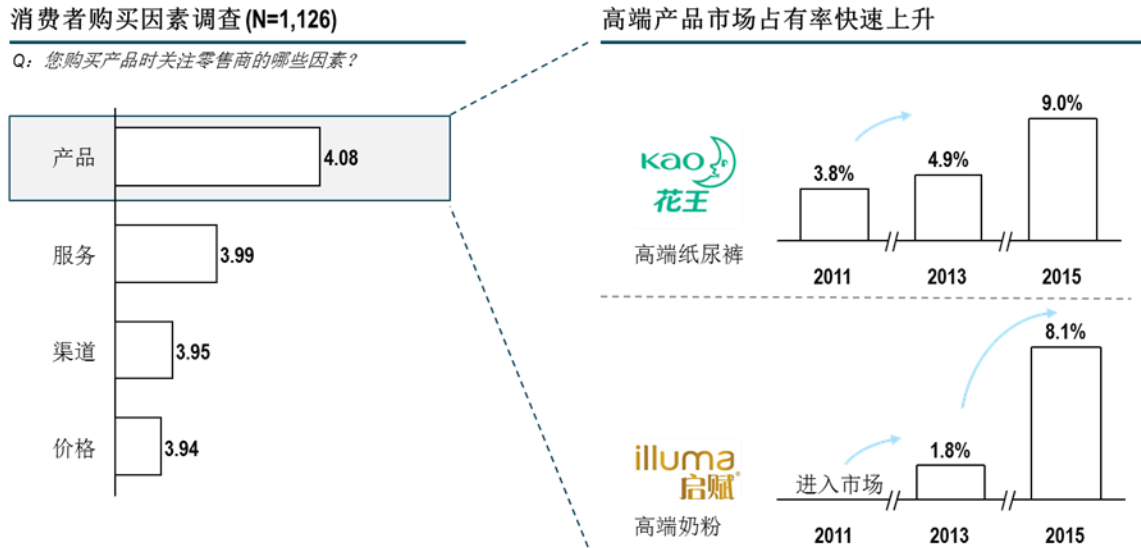 消费者购买因素调查(N=1,126)
Q：您购买产品时关注零售商的哪些因素？
产品
4.08
服务
3.99
渠道
3.95
价格
3.94
高端产品市场占有率快速上升
Kao
花王
高端纸尿裤
3.8%
4.9%
9.0%
2011
2013
2015
illuma
启赋
高端奶粉
进入市场
1.8%
8.1%
2011
2013
2015